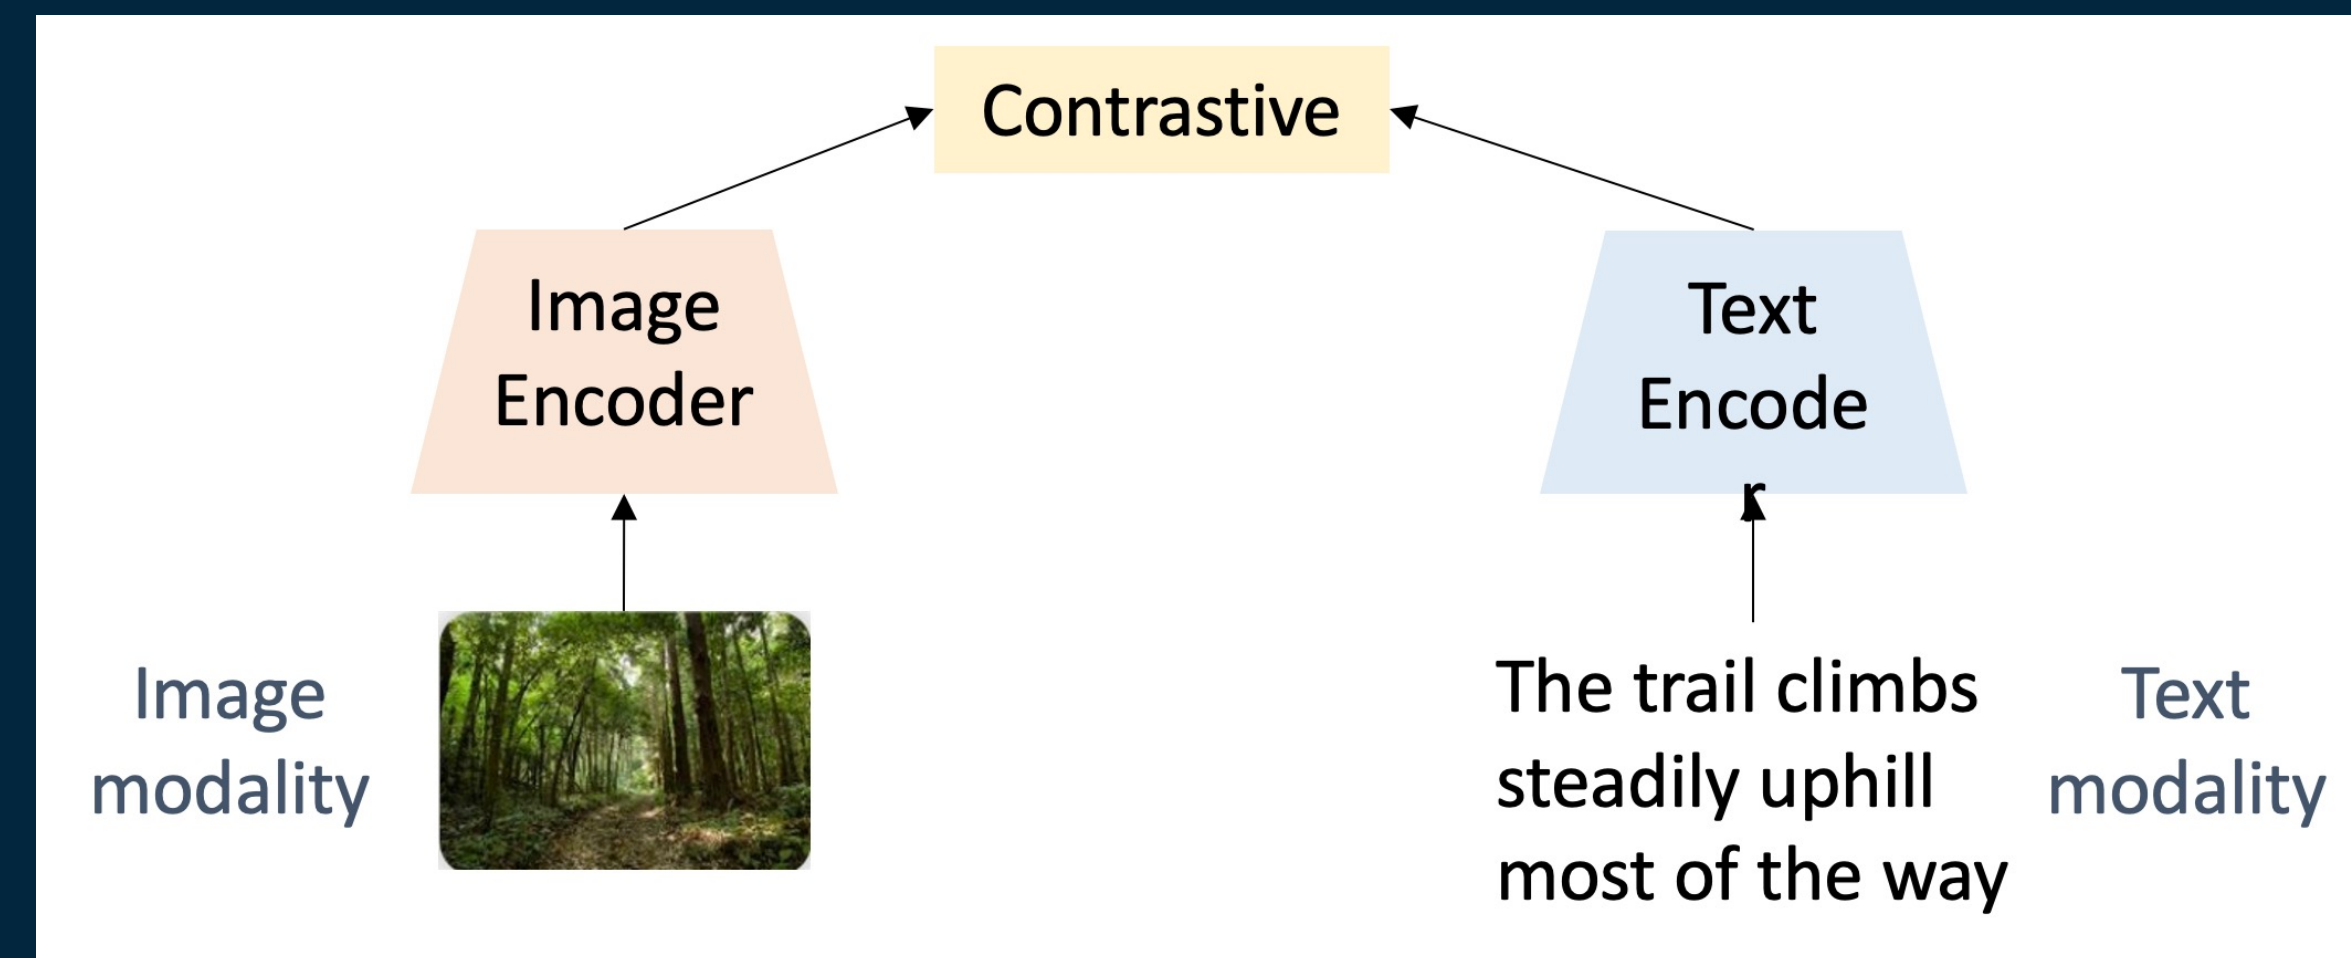 Contrastive
Image
Encoder
Text
Encode
r
Image
modality
The trail climbs
steadily uphill
most of the way
Text
modality